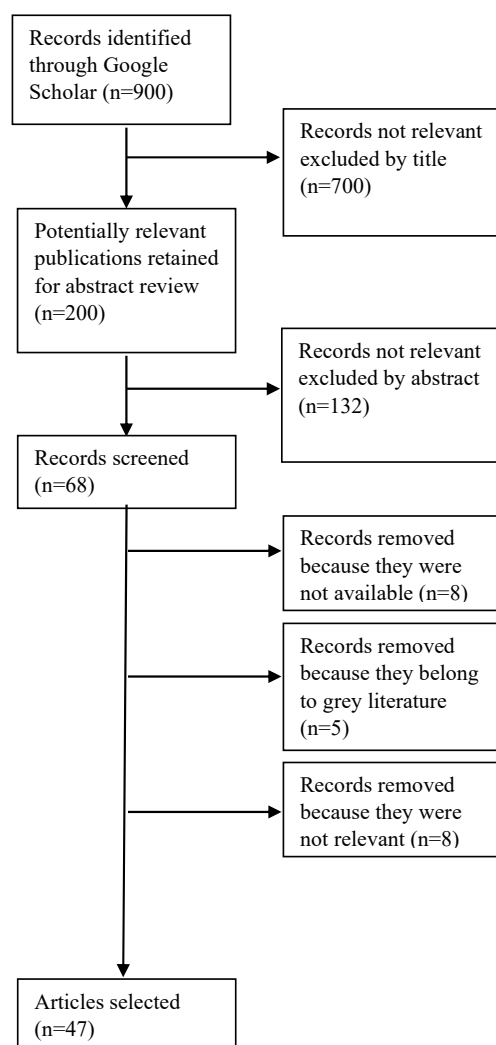 Records identified
through Google
Scholar (n=900)
Records not relevant
excluded by title
(n=700)
Potentially relevant
publications retained
for abstract review
(n=200)
Records not relevant
excluded by abstract
(n=132)
Records screened
(n=68)
Records removed
because they were
not available (n=8)
Records removed
because they belong
to grey literature
(n=5)
Records removed
because they were
not relevant (n=8)
Articles selected
(n=47)